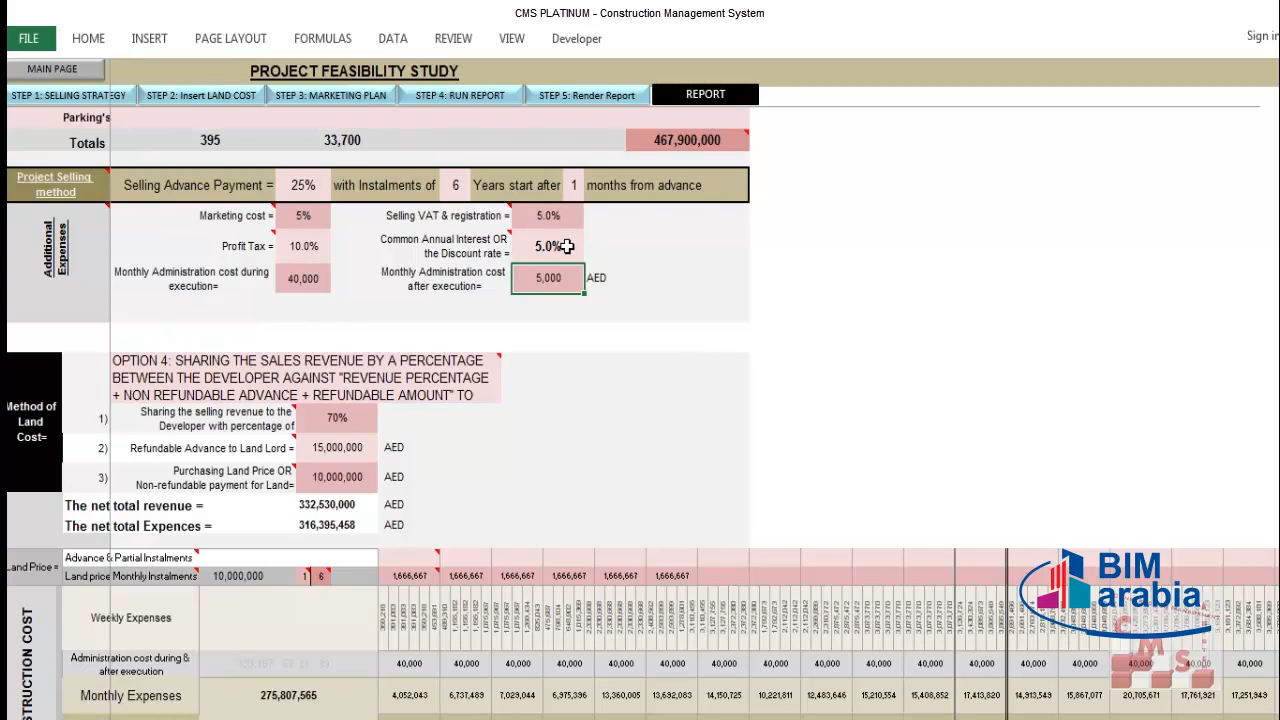 CMS PLATINUM - Construction Management System
FILE HOME INSERT PAGE LAYOUT FORMULAS DATA REVIEW VIEW Developer Sign in
MAIN PAGE PROJECT FEASIBILITY STUDY
STEP 1: SELLING STRATEGY STEP 2: Insert LAND COST STEP 3: MARKETING PLAN STEP 4: RUN REPORT STEP 5: Render Report REPORT
Parking's
Totals 395 33,700 467,900,000
Project Selling
method
Selling Advance Payment = 25% with Instalments of 6 Years start after 1 months from advance
Additional
Expenses
Marketing cost = 5% Selling VAT & registration = 5.0%
Profit Tax = 10.0% Common Annual Interest OR
the Discount rate = 5.0%
Monthly Administration cost during
execution= 40,000 Monthly Administration cost
after execution= 5,000 AED
OPTION 4: SHARING THE SALES REVENUE BY A PERCENTAGE
BETWEEN THE DEVELOPER AGAINST "REVENUE PERCENTAGE
+ NON REFUNDABLE ADVANCE + REFUNDABLE AMOUNT" TO
Method of
Land
Cost=
1) Sharing the selling revenue to the
Developer with percentage of 70%
2) Refundable Advance to Land Lord = 15,000,000 AED
3) Purchasing Land Price OR
Non-refundable payment for Land= 10,000,000 AED
The net total revenue = 332,530,000 AED
The net total Expences = 316,395,458 AED
Land Price = Advance & Partial Instalments
Land price Monthly Instalments 10,000,000 1 6 1,666,667 1,666,667 1,666,667 1,666,667 1,666,667 1,666,667
BIM
arabia
CONSTRUCTION COST
Weekly Expenses
Administration cost during &
after execution 40,000 40,000 40,000 40,000 40,000 40,000 40,000 40,000 40,000 40,000 40,000 40,000 40,000 40,000 40,000 40,000 40,000
Monthly Expenses 275,807,565 4,052,043 6,737,489 7,029,044 6,975,396 13,360,005 13,692,083 14,150,725 10,221,811 12,483,646 15,210,554 15,408,852 17,413,820 14,913,549 15,867,077 20,705,671 17,761,921 17,251,949
CMS